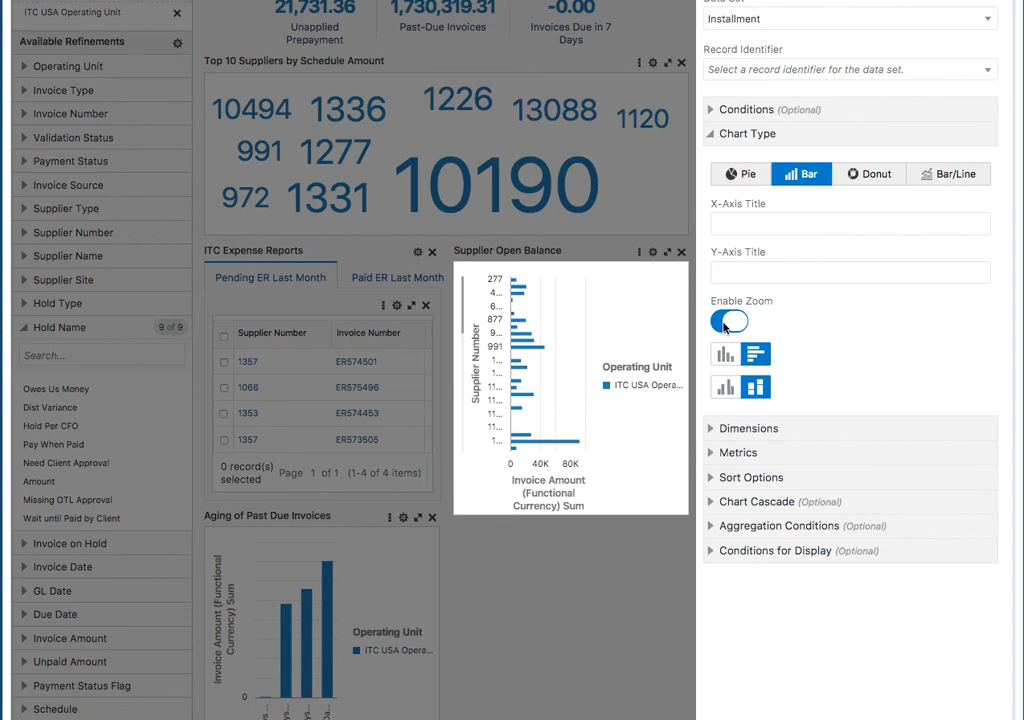 ITC USA Operating Unit
Available Refinements
Operating Unit
Invoice Type
Invoice Number
Validation Status
Payment Status
Invoice Source
Supplier Type
Supplier Number
Supplier Name
Supplier Site
Hold Type
Hold Name 9 of 9
Search...
Owes Us Money
Dist Variance
Hold Per CFO
Pay When Paid
Need Client Approval
Amount
Missing OTL Approval
Wait until Paid by Client
Invoice on Hold
Invoice Date
GL Date
Due Date
Invoice Amount
Unpaid Amount
Payment Status Flag
Schedule
21,731.36
Unapplied
Prepayment
1,730,319.31
Past-Due Invoices
-0.00
Invoices Due in 7
Days
Top 10 Suppliers by Schedule Amount
10494 1336 1226 13088 1120
991 1277 10190
972 1331
ITC Expense Reports
Pending ER Last Month Paid ER Last Month
Supplier Number Invoice Number
1357 ER574501
1066 ER575496
1353 ER574453
1357 ER573505
0 record(s)
selected
Page 1 of 1 (1-4 of 4 items)
Supplier Open Balance
Supplier Number
277
4...
6...
877
9...
991
1...
1...
11...
11...
11...
11...
1...
0 40K 80K
Invoice Amount
(Functional
Currency) Sum
Operating Unit
ITC USA Opera...
Aging of Past Due Invoices
Invoice Amount (Functional
Currency) Sum
0
Operating Unit
ITC USA Opera...
Installment
Record Identifier
Select a record identifier for the data set.
Conditions (Optional)
Chart Type
Pie Bar Donut Bar/Line
X-Axis Title
Y-Axis Title
Enable Zoom
Dimensions
Metrics
Sort Options
Chart Cascade (Optional)
Aggregation Conditions (Optional)
Conditions for Display (Optional)